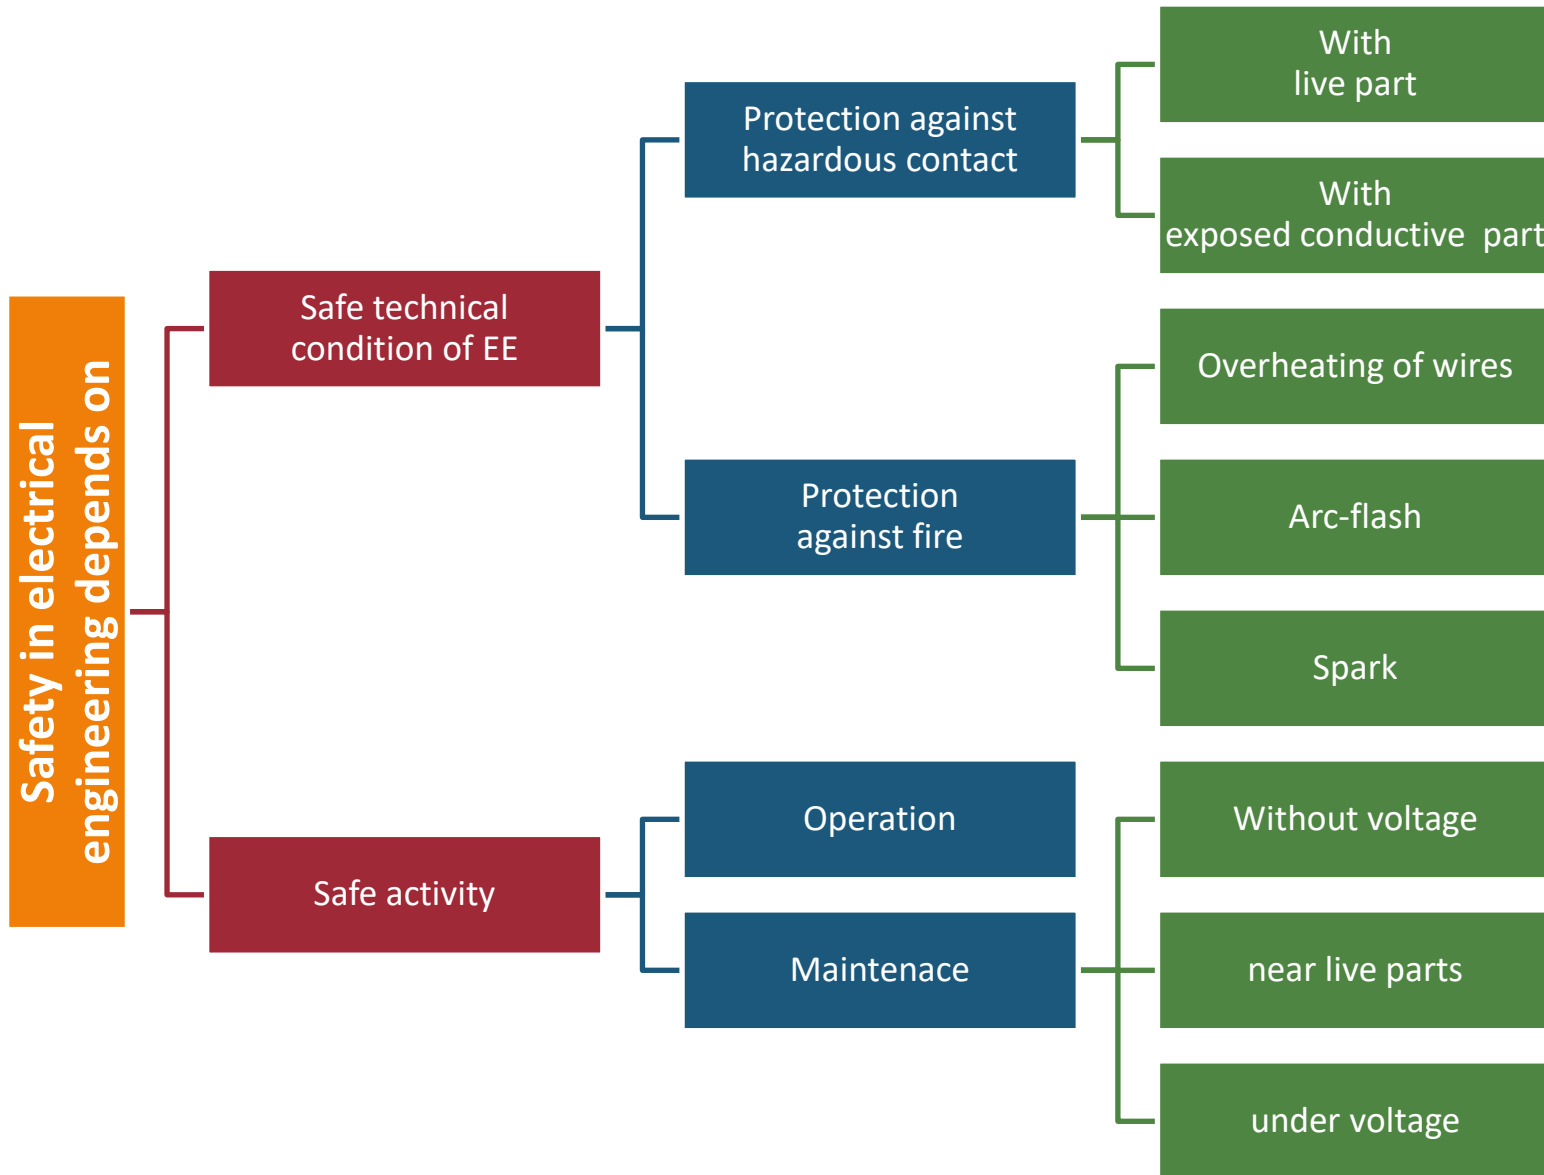 Safety in electrical
engineering depends on
Safe technical
condition of EE
Protection against
hazardous contact
With
live part
With
exposed conductive  part
Protection
against fire
Overheating of wires
Arc-flash
Spark
Safe activity
Operation
Maintenace
Without voltage
near live parts
under voltage